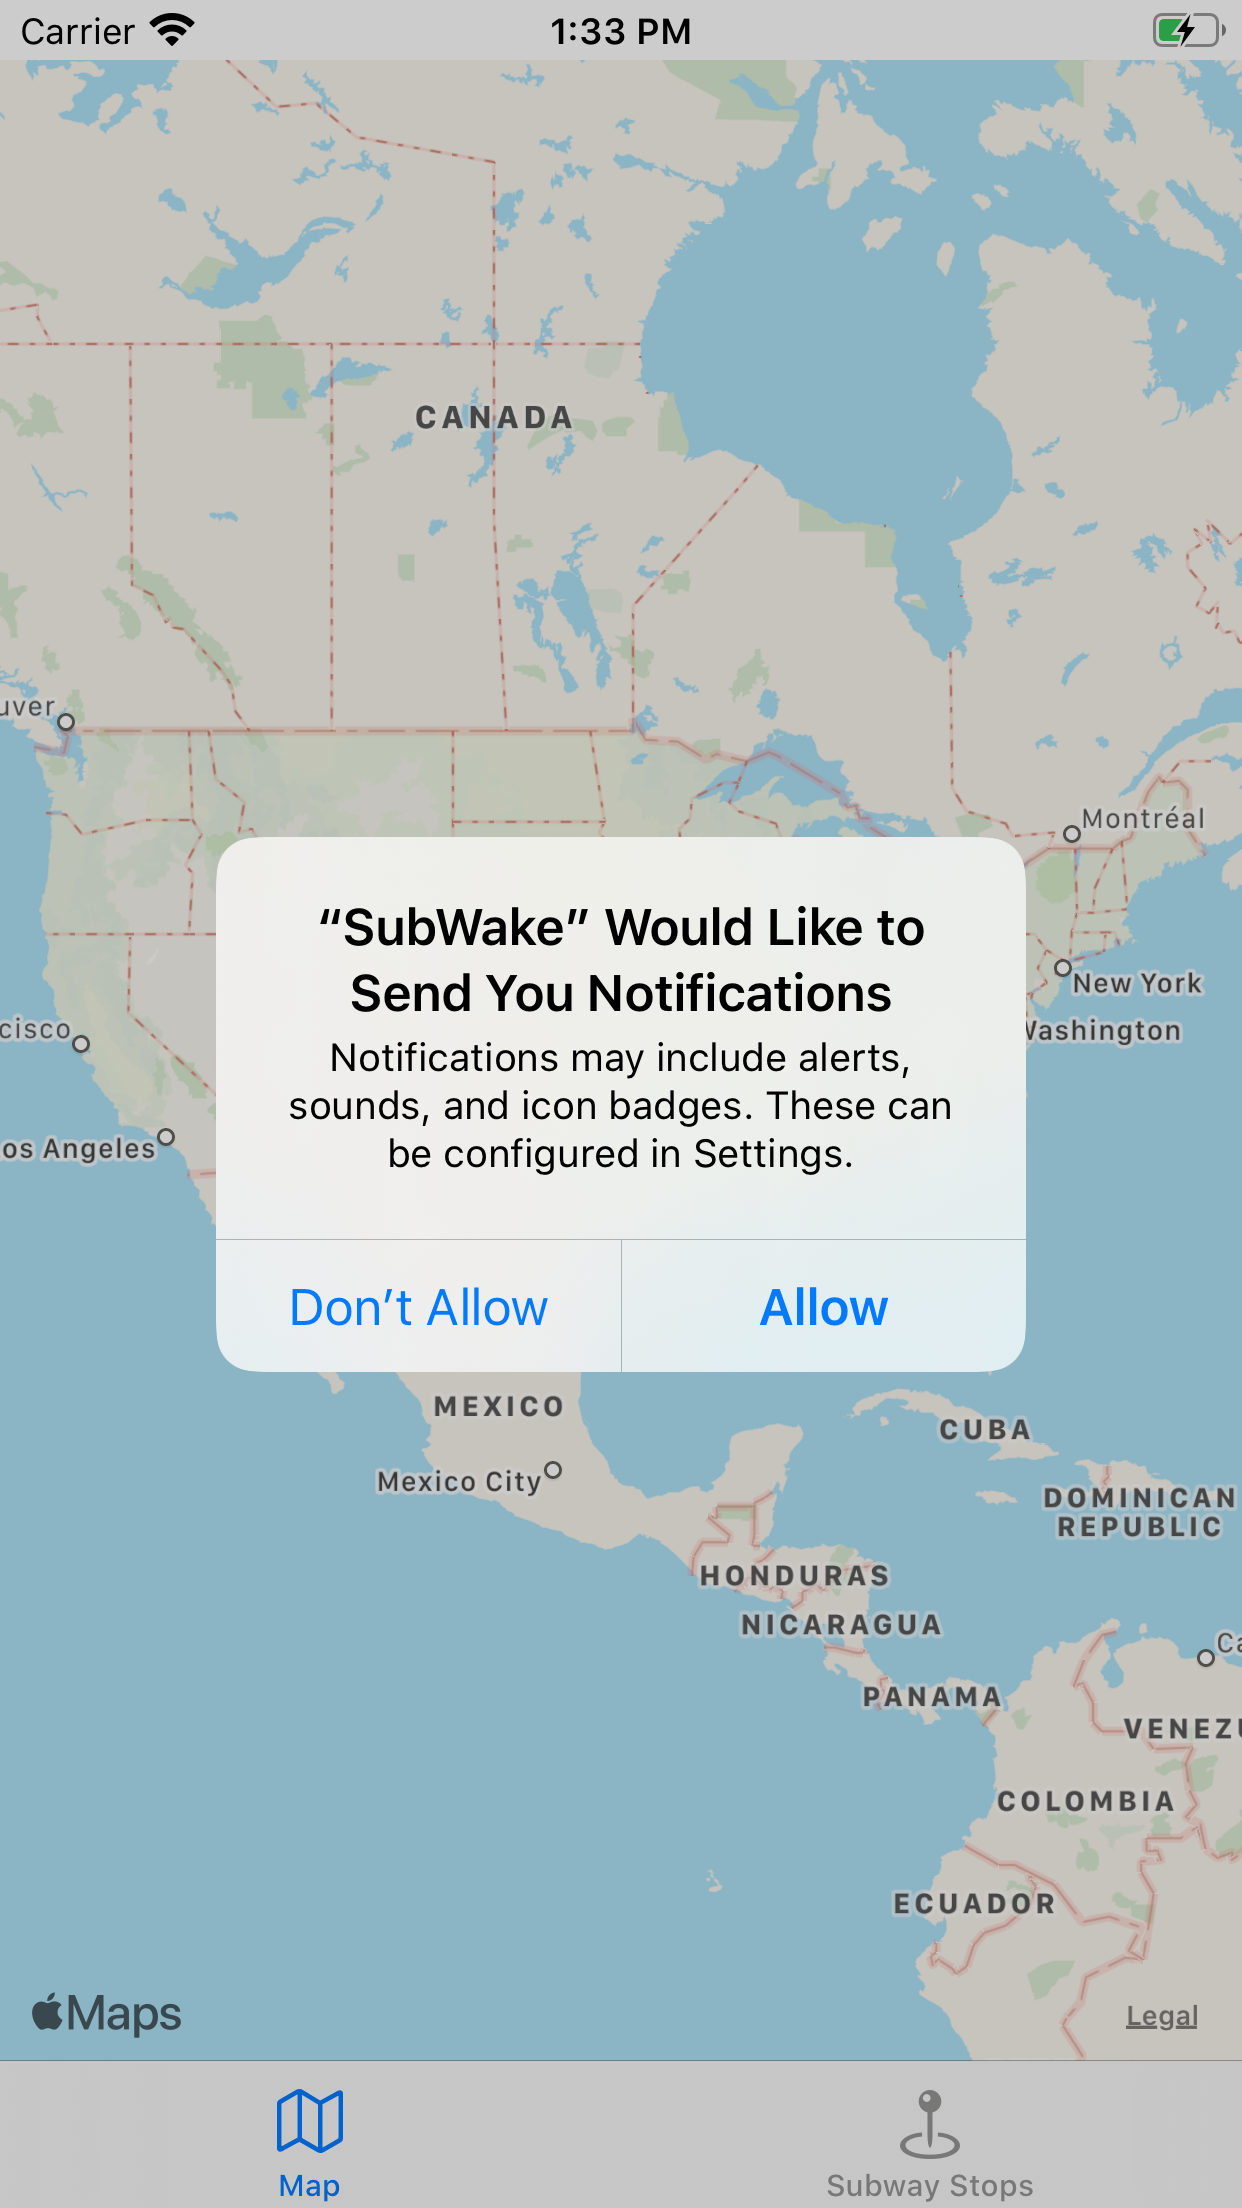 Carrier 1:33 PM
CANADA
uver
Montréal
“SubWake” Would Like to
Send You Notifications
New York
cisco
Washington
Notifications may include alerts,
sounds, and icon badges. These can
be configured in Settings.
os Angeles
Don’t Allow Allow
MEXICO
CUBA
Mexico City
DOMINICAN
REPUBLIC
HONDURAS
NICARAGUA
Ca
PANAMA
VENEZU
COLOMBIA
ECUADOR
Maps
Legal
Map
Subway Stops